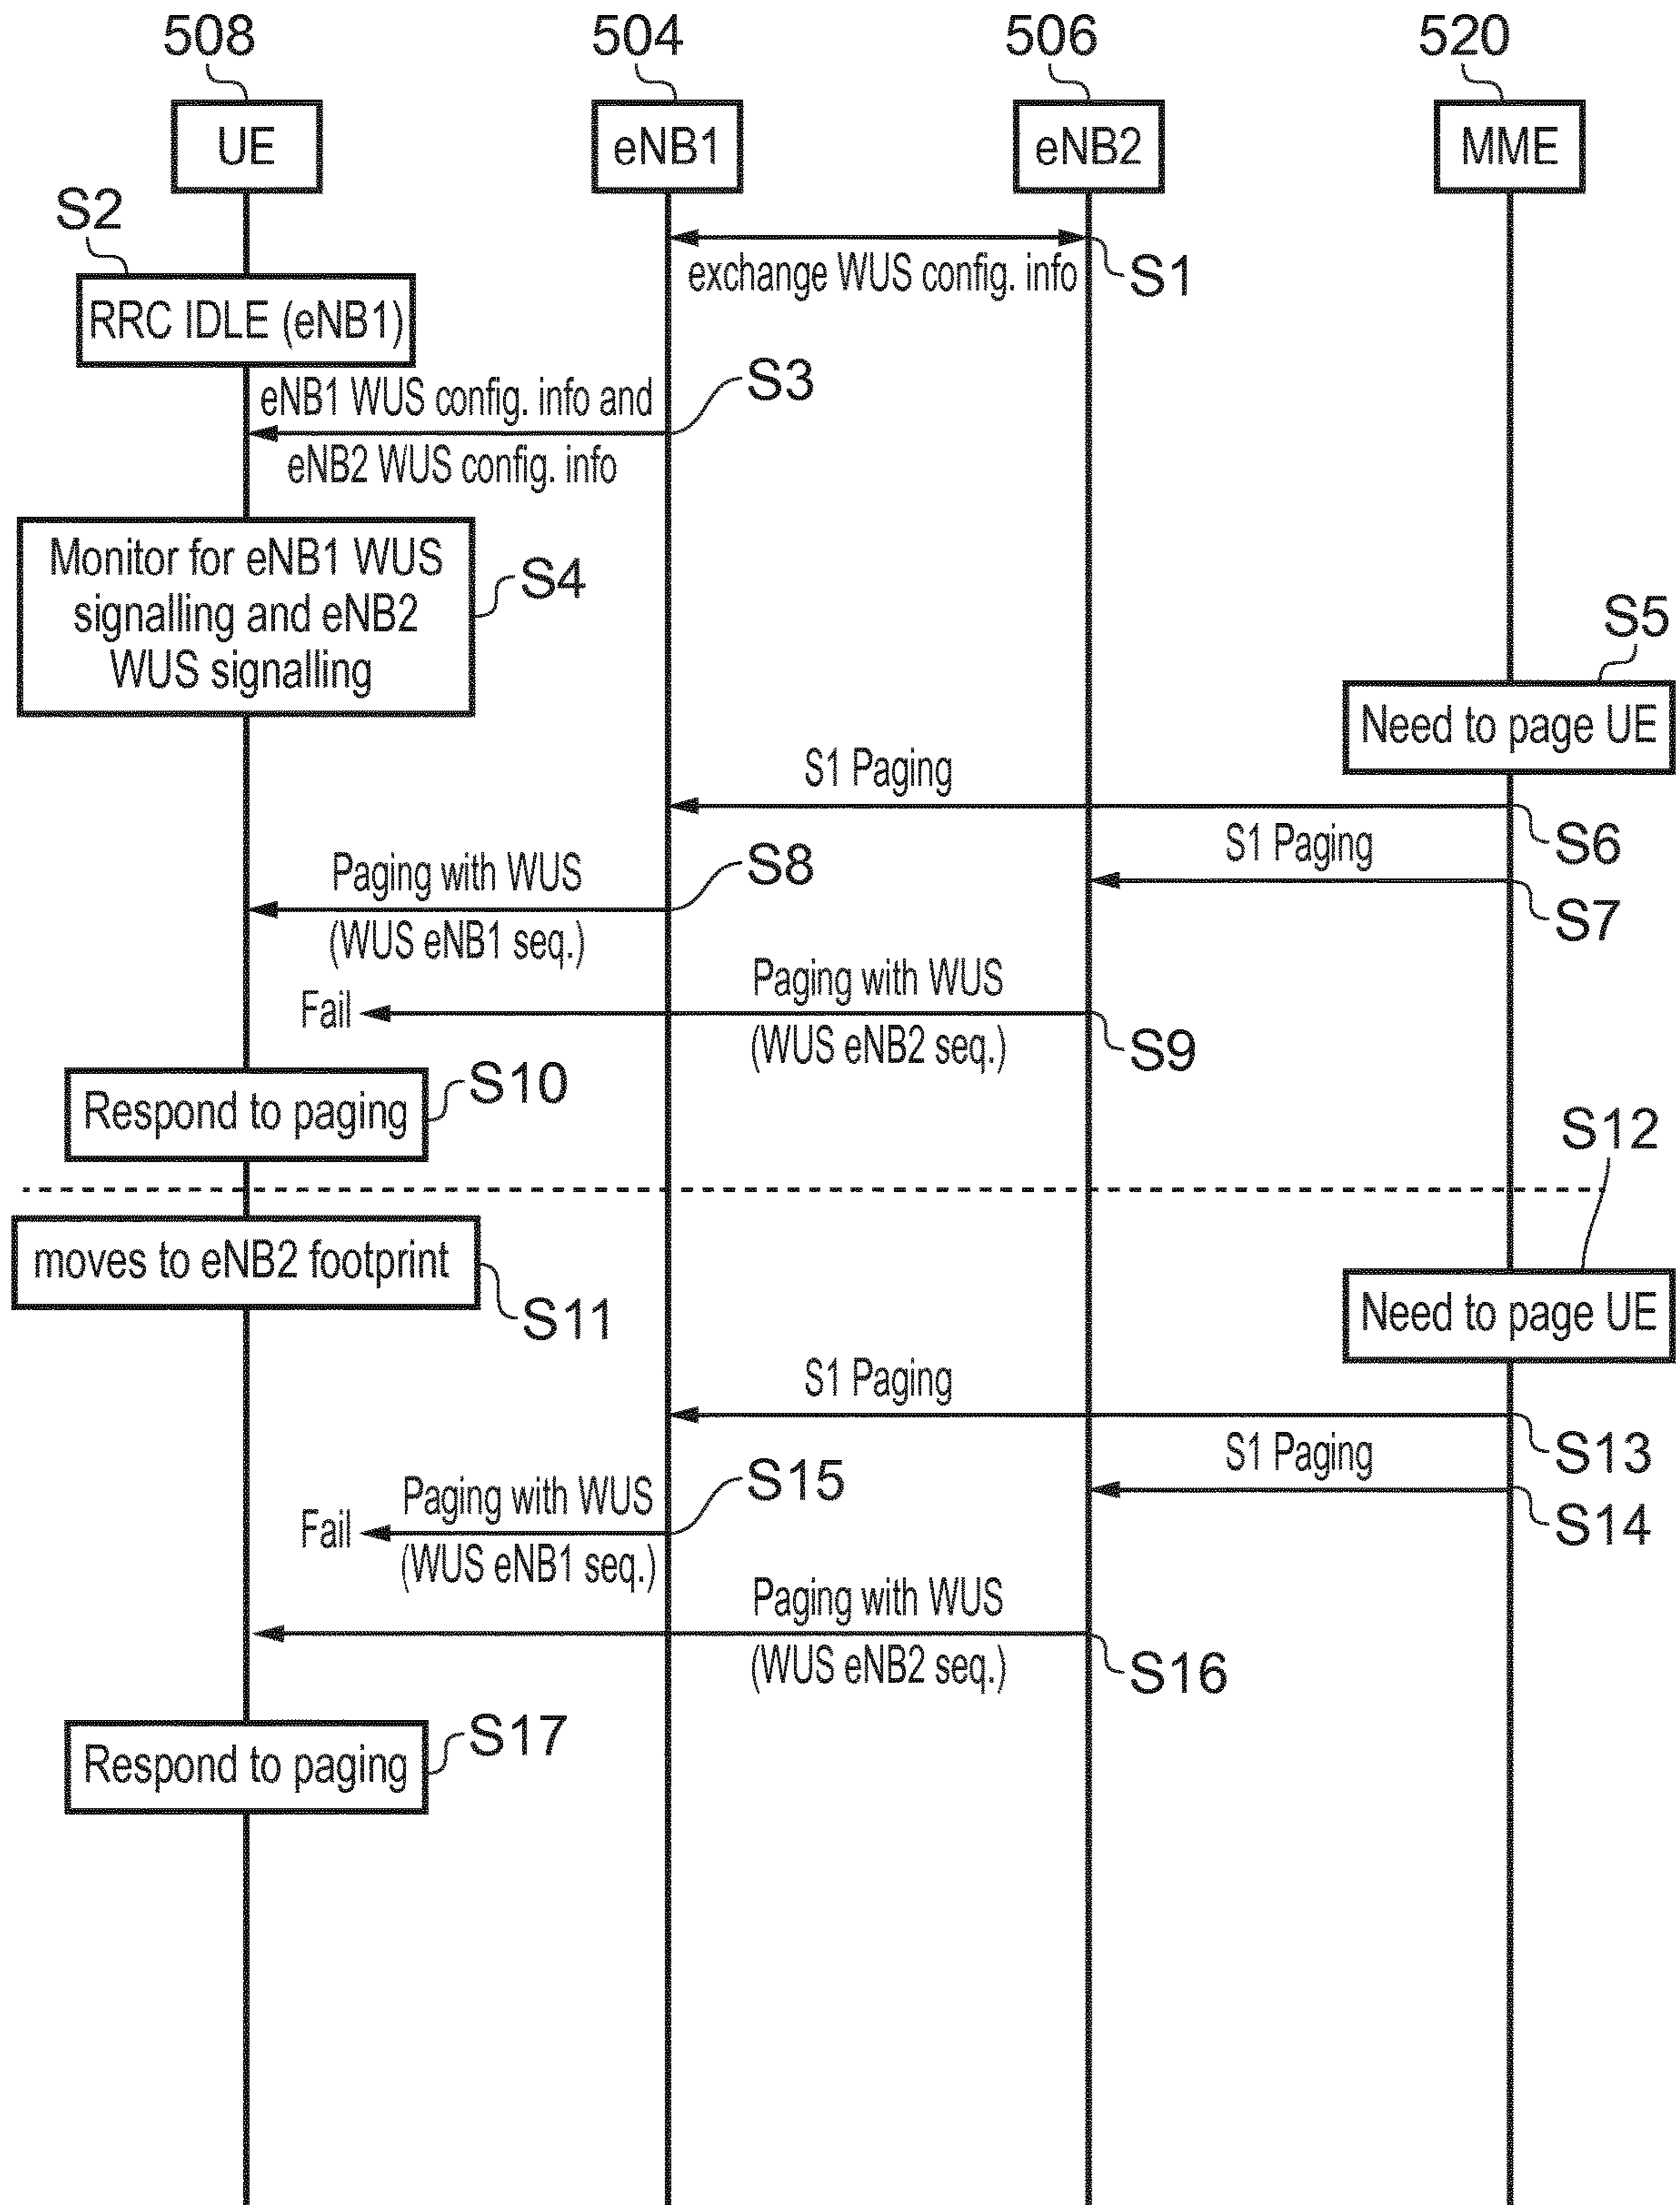 508
504
506
520
UE
eNB1
eNB2
MME
S2
exchange WUS config. info
S1
RRC IDLE (eNB1)
eNB1 WUS config. info and
S3
eNB2 WUS config. info
Monitor for eNB1 WUS
signalling and eNB2
WUS signalling
S4
S5
Need to page UE
S1 Paging
S6
S1 Paging
S7
Paging with WUS
S8
(WUS eNB1 seq.)
Paging with WUS
Fail
(WUS eNB2 seq.)
S9
Respond to paging
S10
S12
moves to eNB2 footprint
S11
Need to page UE
S1 Paging
S13
S1 Paging
S14
Paging with WUS
S15
Fail
(WUS eNB1 seq.)
Paging with WUS
(WUS eNB2 seq.)
S16
Respond to paging
S17